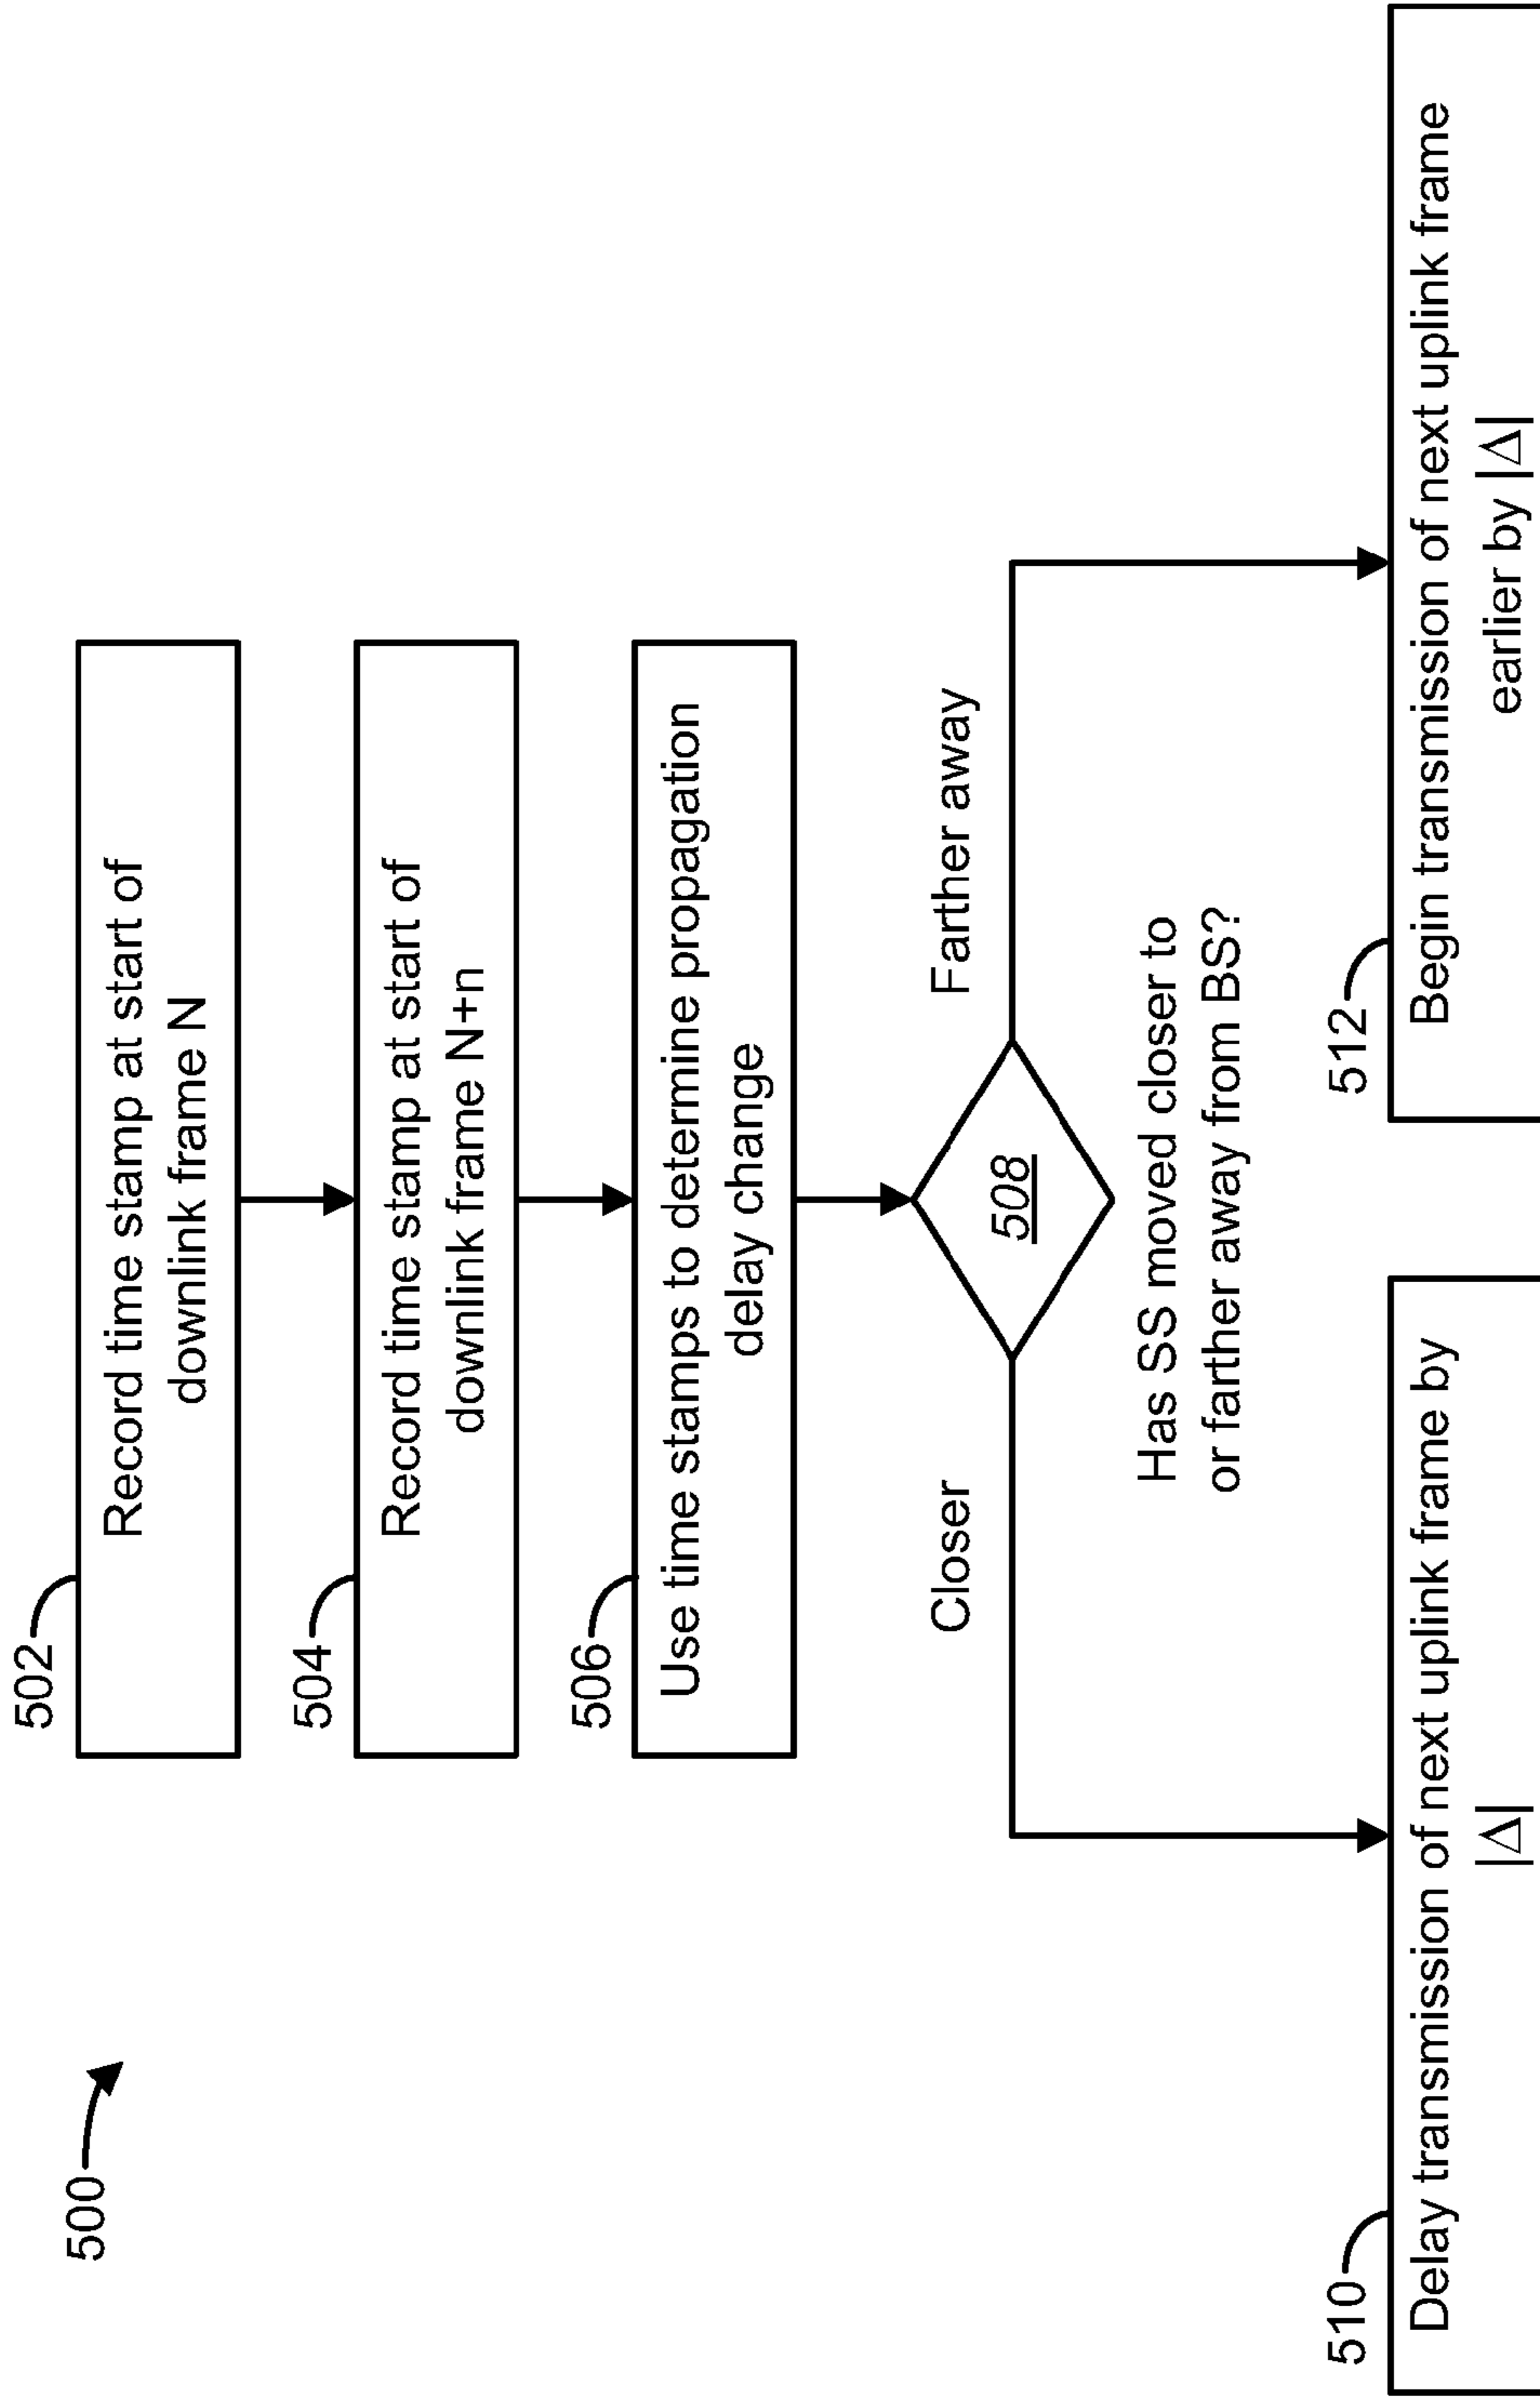 500
502
Record time stamp at start of
downlink frame N
504
Record time stamp at start of
downlink frame N+n
506
Use time stamps to determine propagation
delay change
Closer
508
Farther away
Has SS moved closer to
or farther away from BS?
510
Delay transmission of next uplink frame by
|Δ|
512
Begin transmission of next uplink frame
earlier by |Δ|